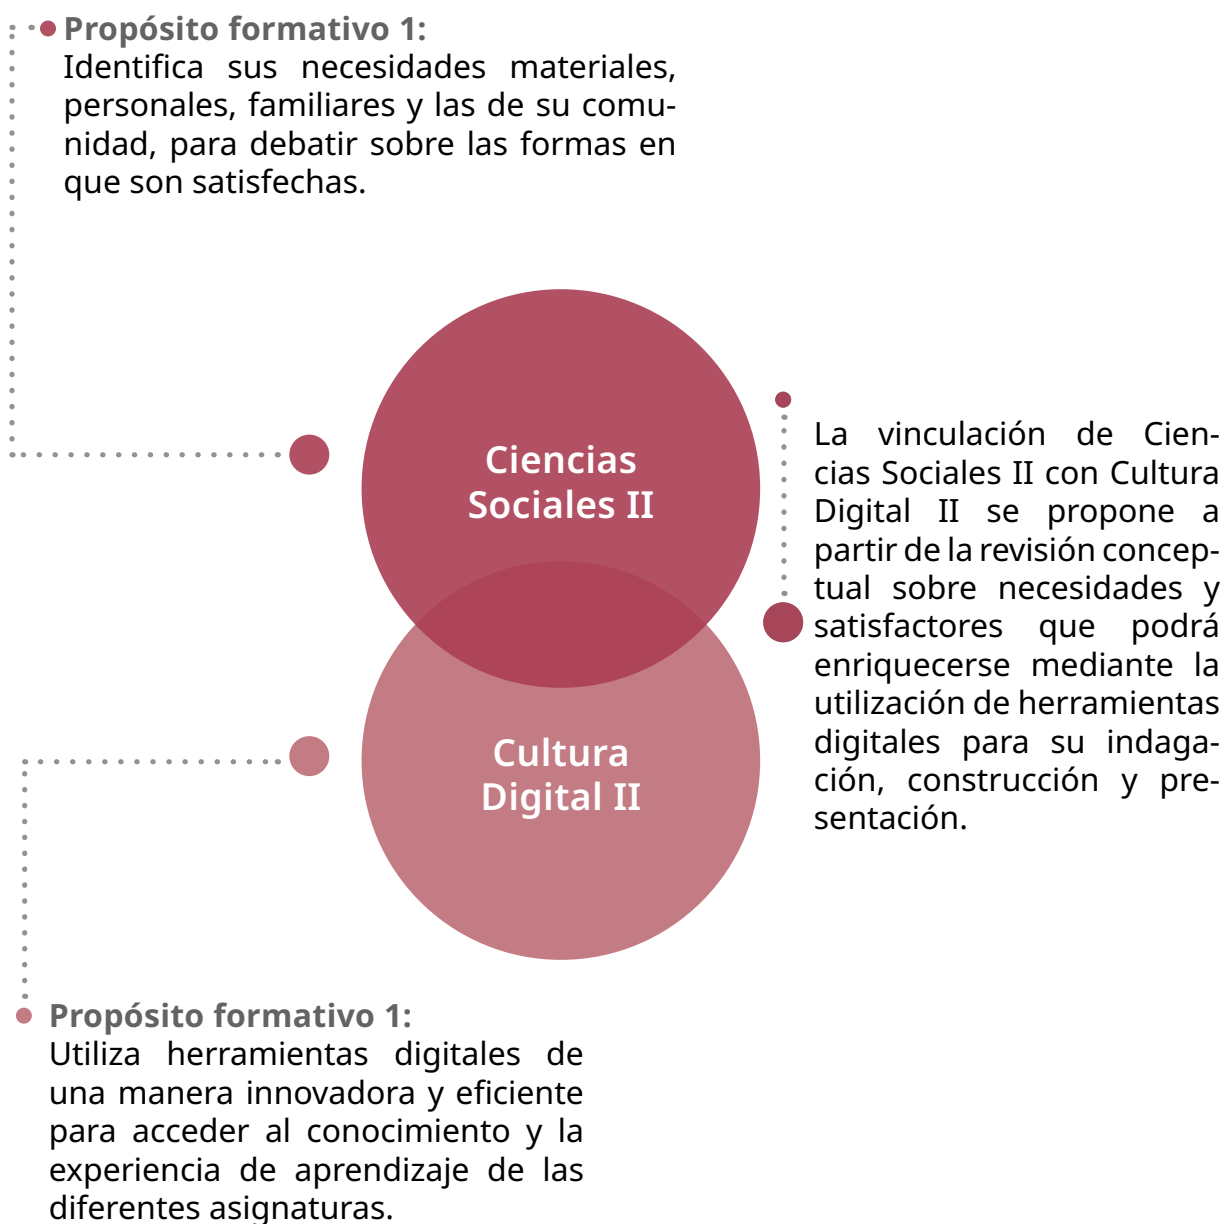 Propósito formativo 1:
Identifica sus necesidades materiales,
personales, familiares y las de su comu-
nidad, para debatir sobre las formas en
que son satisfechas.
Ciencias
Sociales II
La vinculación de Cien-
cias Sociales II con Cultura
Digital II se propone a
partir de la revisión concep-
tual sobre necesidades y
satisfactores que podrá
enriquecerse mediante la
utilización de herramientas
digitales para su indaga-
ción, construcción y pre-
sentación.
Cultura
Digital II
Propósito formativo 1:
Utiliza herramientas digitales de
una manera innovadora y eficiente
para acceder al conocimiento y la
experiencia de aprendizaje de las
diferentes asignaturas.